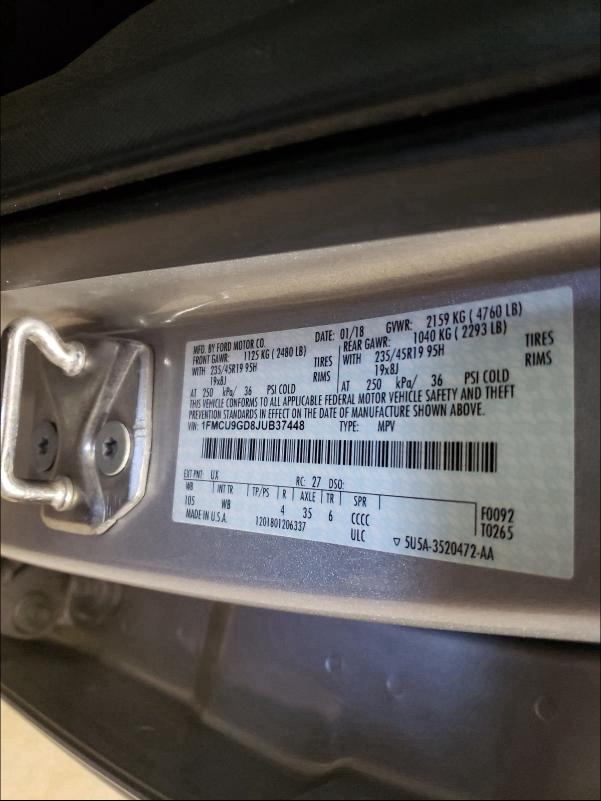 MFD. BY FORD MOTOR CO.
DATE: 01/18 GVWR: 2159 KG ( 4760 LB)
FRONT GAWR: 1125 KG ( 2480 LB)
REAR GAWR: 1040 KG ( 2293 LB)
WITH 235/45R19 95H TIRES
WITH 235/45R19 95H TIRES
19x8J RIMS
19x8J RIMS
AT 250 kPa/ 36 PSI COLD
AT 250 kPa/ 36 PSI COLD
THIS VEHICLE CONFORMS TO ALL APPLICABLE FEDERAL MOTOR VEHICLE SAFETY AND THEFT
PREVENTION STANDARDS IN EFFECT ON THE DATE OF MANUFACTURE SHOWN ABOVE.
VIN: 1FMCU9GD8JUB37448 TYPE: MPV
EXT PNT: UX RC: 27 DSO:
WB INT TR TP/PS R AXLE TR SPR
105 WB 4 35 6 CCCC F0092
MADE IN U.S.A. 1201801206337 ULC T0265
▽ 5U5A-3520472-AA